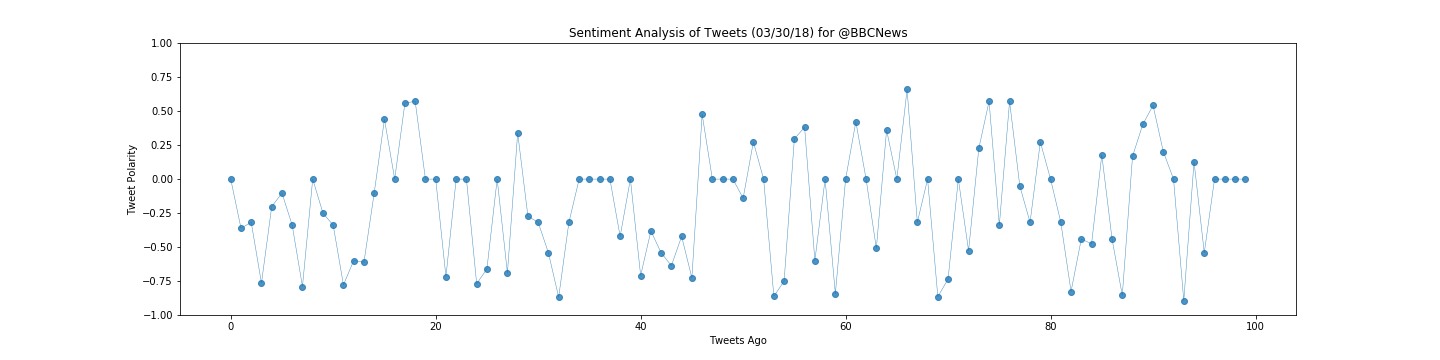 Sentiment Analysis of Tweets (03/30/18) for @BBCNews
1.00
0.75
0.50
0.25
0.00
−0.25
−0.50
−0.75
−1.00
Tweet Polarity
0 20 40 60 80 100
Tweets Ago